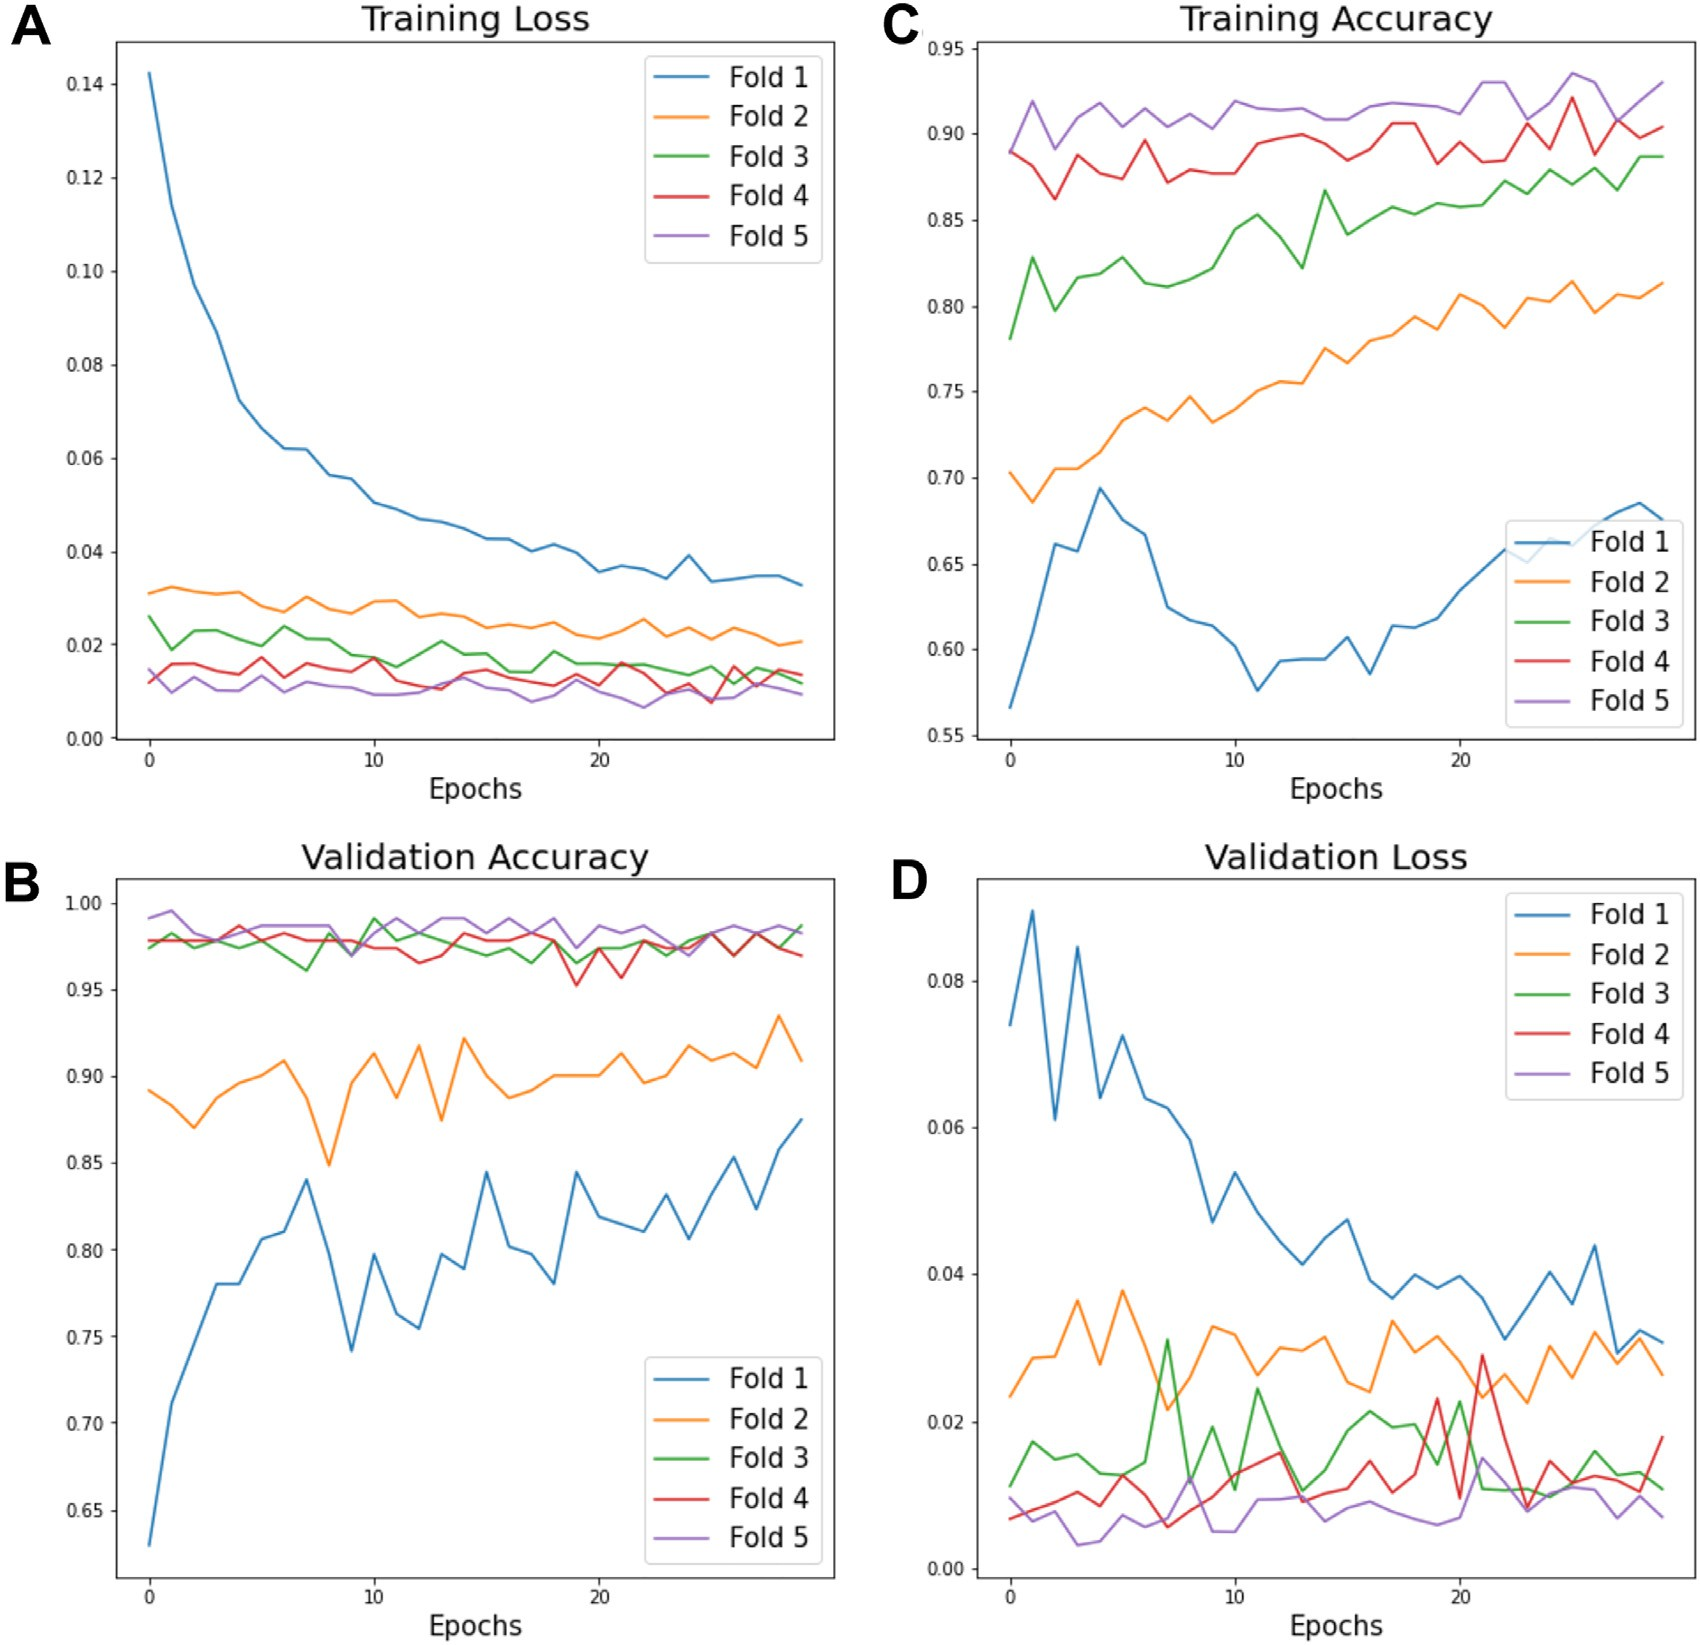 A
Training Loss
0.14
0.12
0.10
0.08
0.06
0.04
0.02
0.00
0
10
20
Epochs
Fold 1
Fold 2
Fold 3
Fold 4
Fold 5
C
Training Accuracy
0.95
0.90
0.85
0.80
0.75
0.70
0.65
0.60
0.55
0
10
20
Epochs
Fold 1
Fold 2
Fold 3
Fold 4
Fold 5
B
Validation Accuracy
1.00
0.95
0.90
0.85
0.80
0.75
0.70
0.65
0
10
20
Epochs
Fold 1
Fold 2
Fold 3
Fold 4
Fold 5
D
Validation Loss
0.08
0.06
0.04
0.02
0.00
0
10
20
Epochs
Fold 1
Fold 2
Fold 3
Fold 4
Fold 5